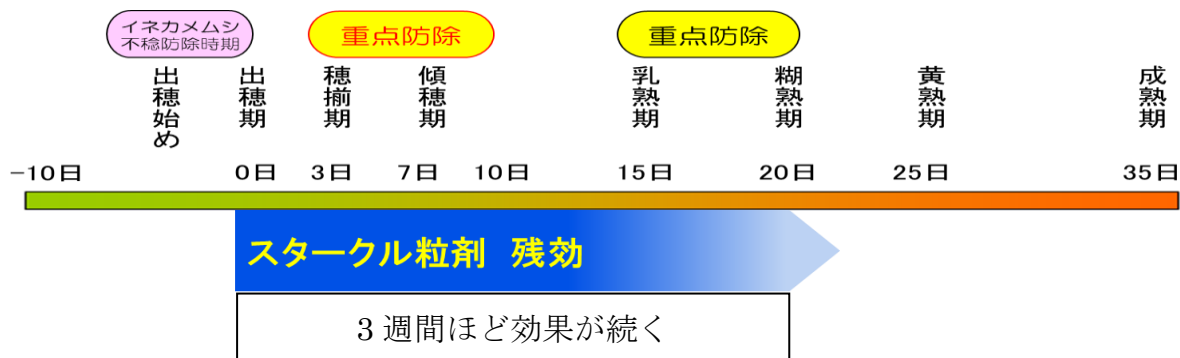 イネカメムシ
不稔防除時期
重点防除
重点防除
出穂始め
出穂期
穂揃期
傾穂期
乳熟期
糊熟期
黄熟期
成熟期
−10日 0日 3日 7日 10日 15日 20日 25日 35日
スタークル粒剤 残効
3週間ほど効果が続く